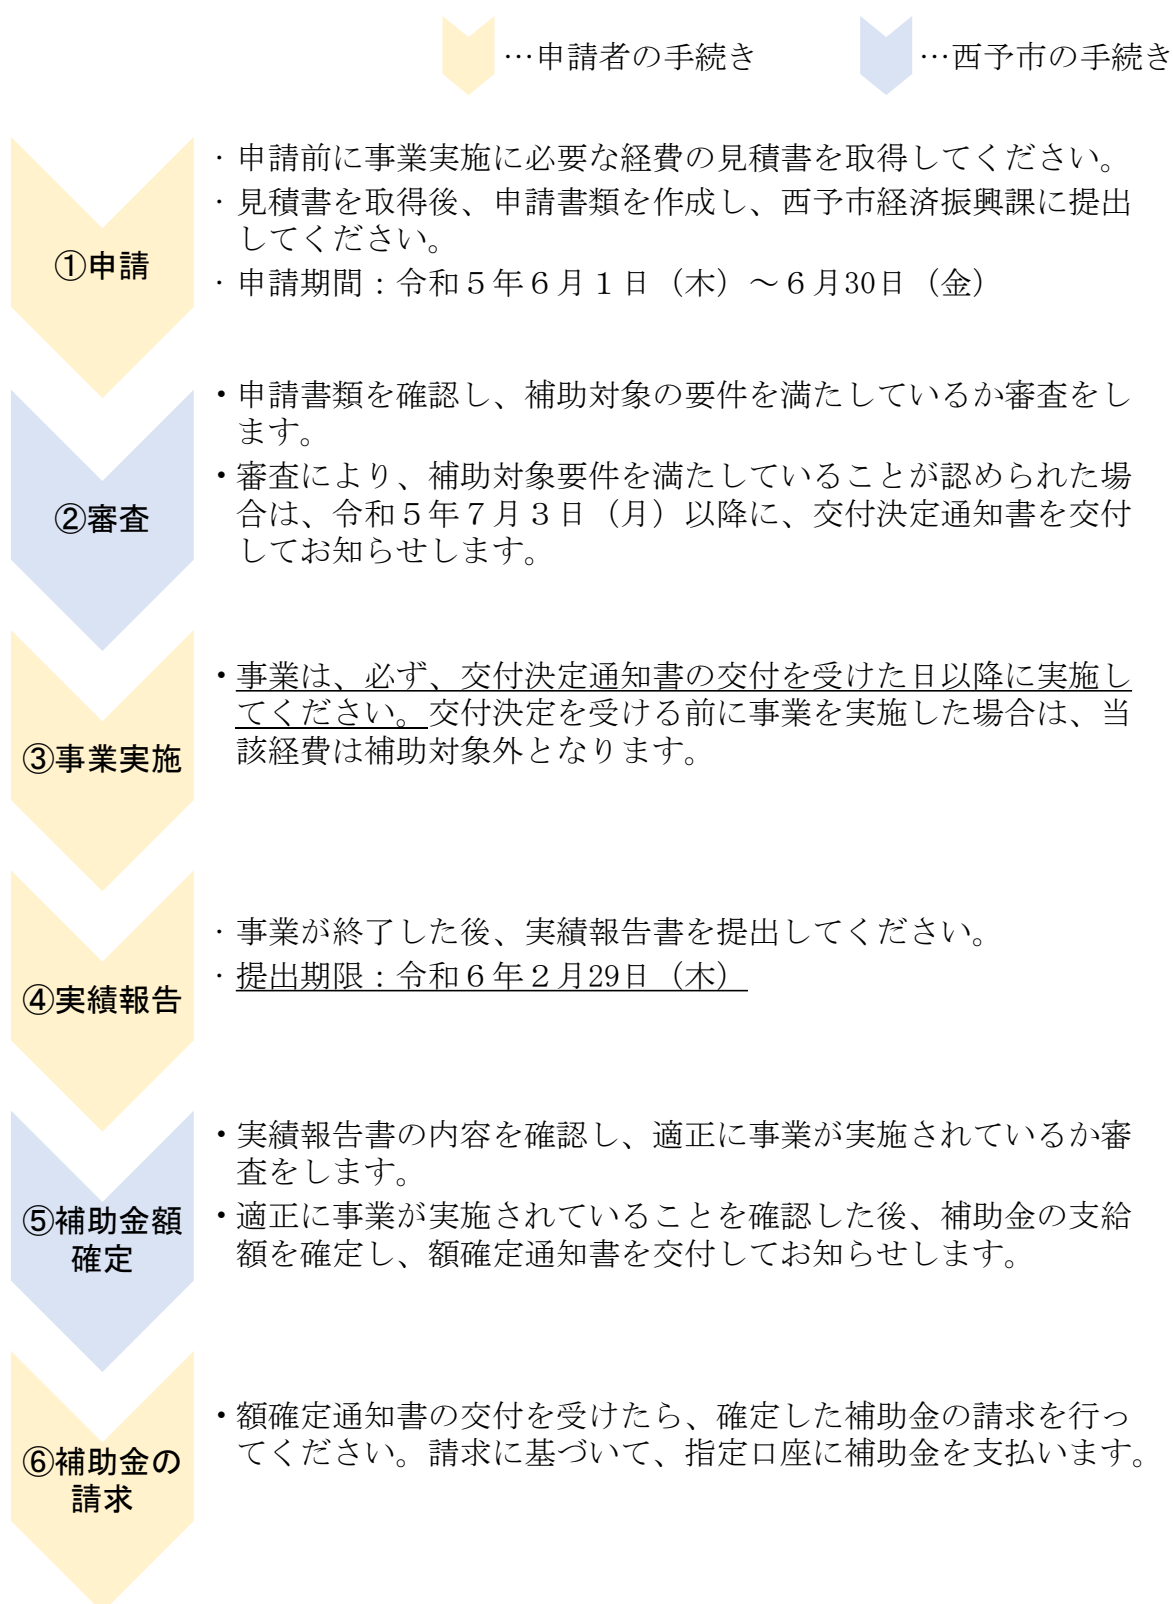 …申請者の手続き
…西予市の手続き
①申請
・申請前に事業実施に必要な経費の見積書を取得してください。
・見積書を取得後、申請書類を作成し、西予市経済振興課に提出
してください。
・申請期間：令和５年６月１日（木）～６月30日（金）
②審査
・申請書類を確認し、補助対象の要件を満たしているか審査をし
ます。
・審査により、補助対象要件を満たしていることが認められた場
合は、令和５年７月３日（月）以降に、交付決定通知書を交付
してお知らせします。
③事業実施
・事業は、必ず、交付決定通知書の交付を受けた日以降に実施し
てください。交付決定を受ける前に事業を実施した場合は、当
該経費は補助対象外となります。
④実績報告
・事業が終了した後、実績報告書を提出してください。
・提出期限：令和６年２月29日（木）
⑤補助金額
確定
・実績報告書の内容を確認し、適正に事業が実施されているか審
査をします。
・適正に事業が実施されていることを確認した後、補助金の支給
額を確定し、額確定通知書を交付してお知らせします。
⑥補助金の
請求
・額確定通知書の交付を受けたら、確定した補助金の請求を行っ
てください。請求に基づいて、指定口座に補助金を支払います。